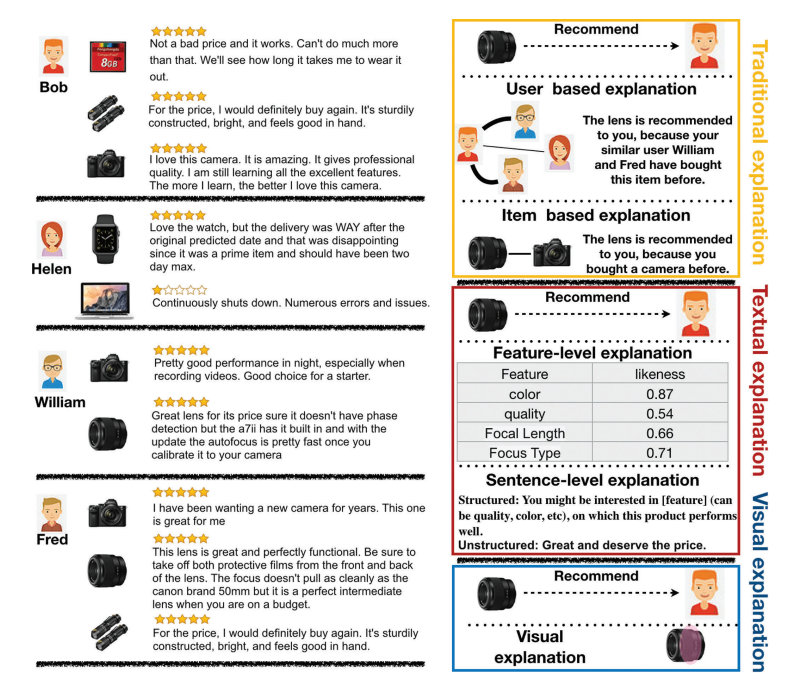 Not a bad price and it works. Can't do much more
than that. We'll see how long it takes me to wear it
out.
8GB
Bob
For the price, I would definitely buy again. It's sturdily
constructed, bright, and feels good in hand.
I love this camera. It is amazing. It gives professional
quality. I am still learning all the excellent features.
The more I learn, the better I love this camera.
Love the watch, but the delivery was WAY after the
original predicted date and that was disappointing
since it was a prime item and should have been two
day max.
Helen
Continuously shuts down. Numerous errors and issues.
Pretty good performance in night, especially when
recording videos. Good choice for a starter.
William
Great lens for its price sure it doesn't have phase
detection but the a7ii has it built in and with the
update the autofocus is pretty fast once you
calibrate it to your camera
I have been wanting a new camera for years. This one
is great for me
Fred
This lens is great and perfectly functional. Be sure to
take off both protective films from the front and back
of the lens. The focus doesn't pull as cleanly as the
canon brand 50mm but it is a perfect intermediate
lens when you are on a budget.
For the price, I would definitely buy again. It's sturdily
constructed, bright, and feels good in hand.
Recommend
User based explanation
The lens is recommended
to you, because your
similar user William
and Fred have bought
this item before.
Item based explanation
The lens is recommended
to you, because you
bought a camera before.
Traditional explanation
Recommend
Feature-level explanation
Feature likeness
color 0.87
quality 0.54
Focal Length 0.66
Focus Type 0.71
Sentence-level explanation
Structured: You might be interested in [feature] (can
be quality, color, etc), on which this product performs
well.
Unstructured: Great and deserve the price.
Textual explanation
Recommend
Visual
explanation
Visual explanation